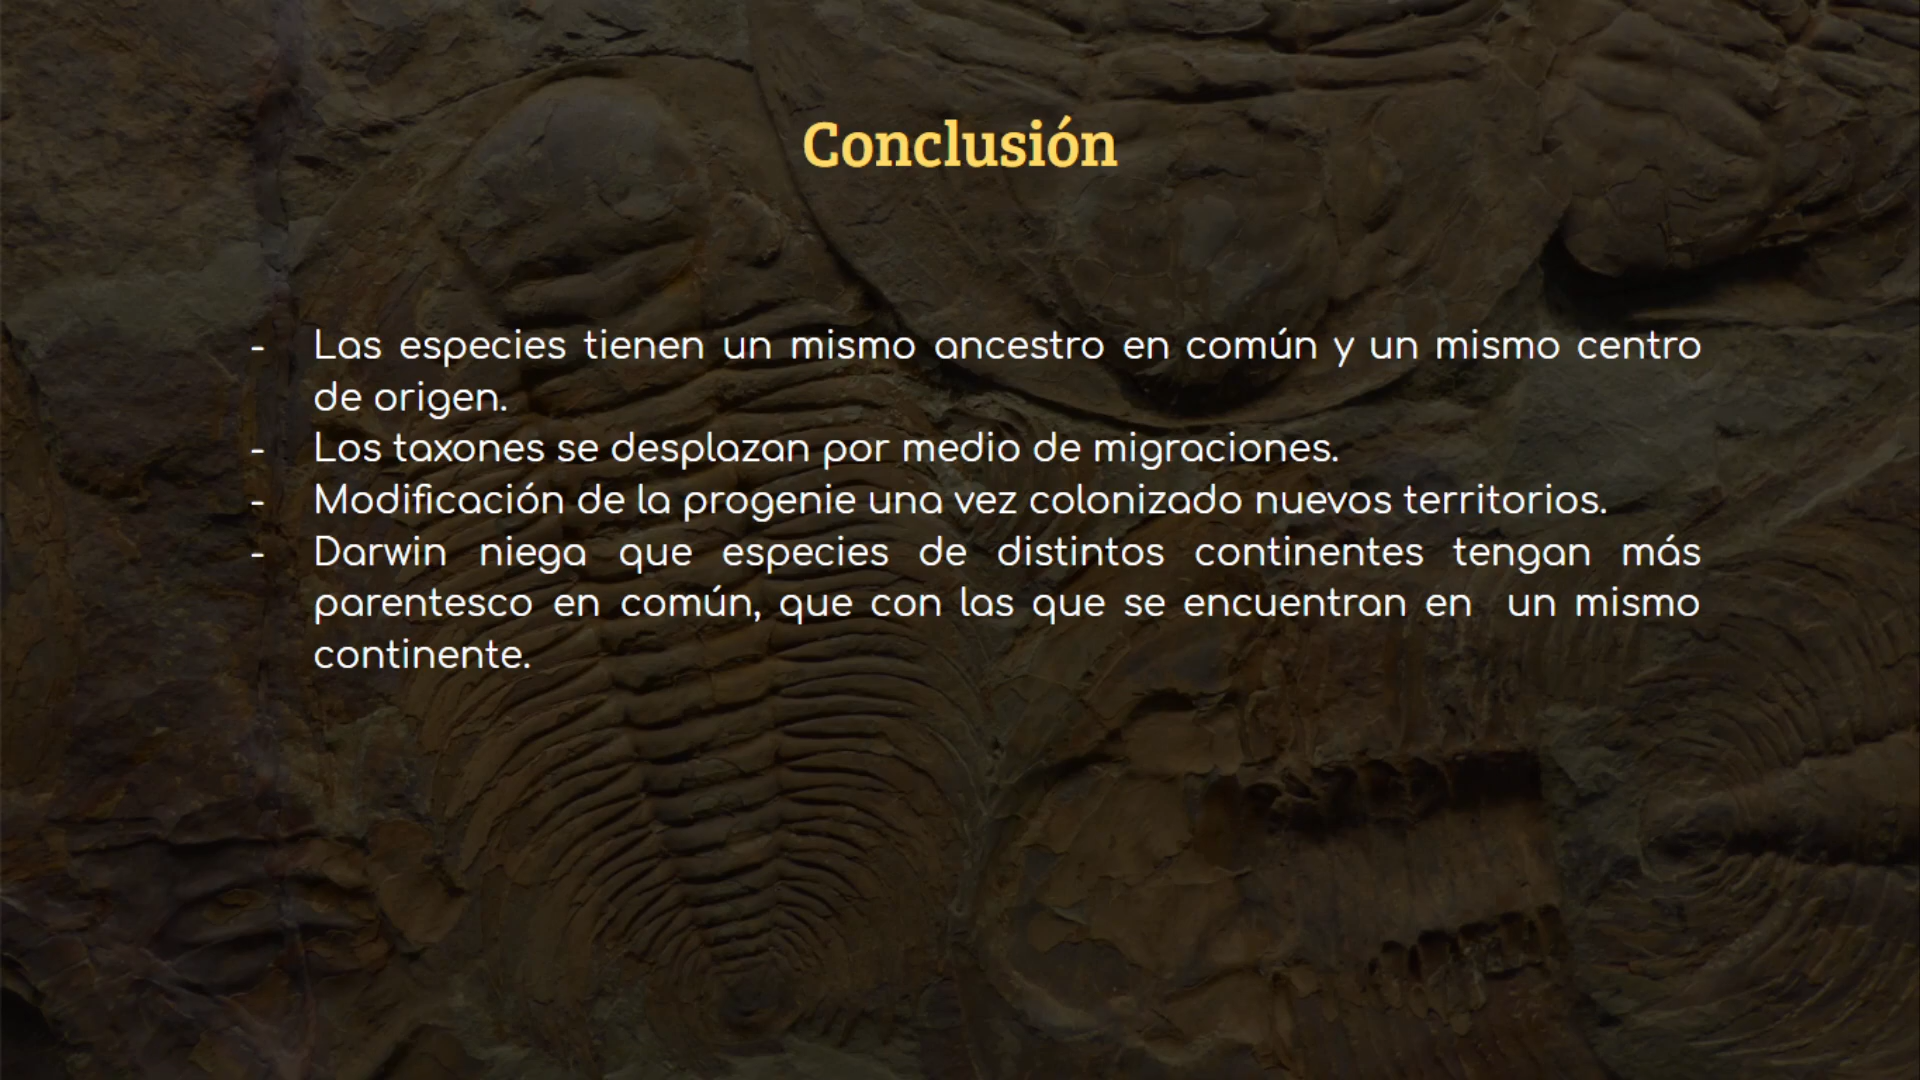 Conclusión
- Las especies tienen un mismo ancestro en común y un mismo centro
de origen.
- Los taxones se desplazan por medio de migraciones.
- Modificación de la progenie una vez colonizado nuevos territorios.
- Darwin niega que especies de distintos continentes tengan más
parentesco en común, que con las que se encuentran en un mismo
continente.